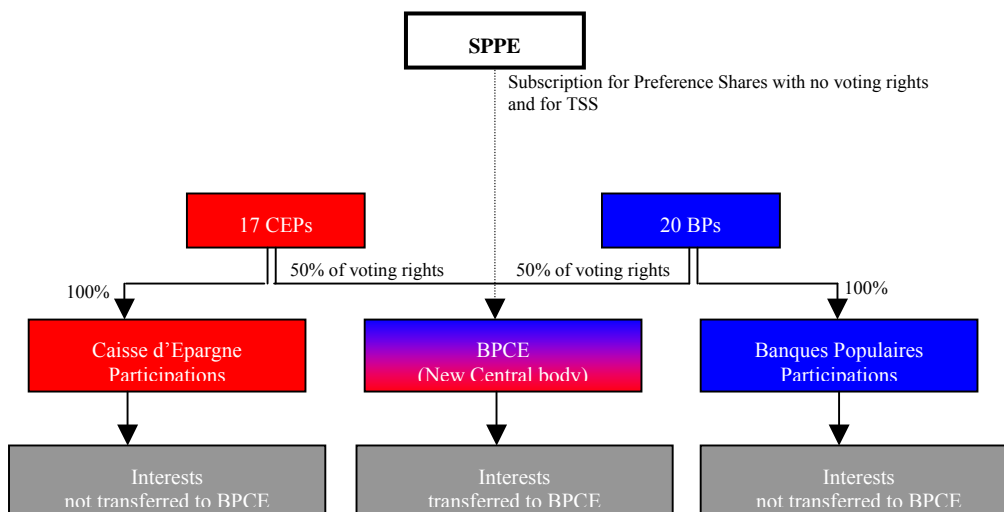 SPPE
Subscription for Preference Shares with no voting rights
and for TSS
17 CEPs
20 BPs
50% of voting rights
50% of voting rights
100%
100%
Caisse d'Epargne
Participations
BPCE
(New Central body)
Banques Populaires
Participations
Interests
not transferred to BPCE
Interests
transferred to BPCE
Interests
not transferred to BPCE